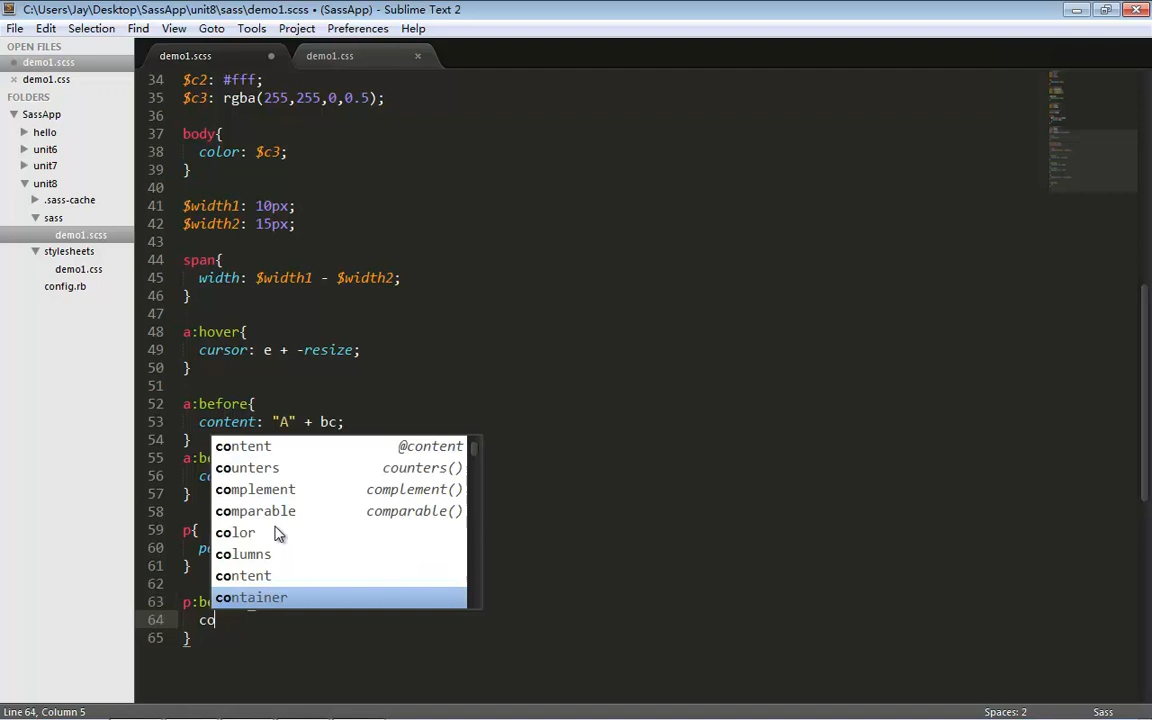 C:\Users\Jay\Desktop\SassApp\unit8\sass\demo1.scss • (SassApp) - Sublime Text 2
File Edit Selection Find View Goto Tools Project Preferences Help
OPEN FILES
demo1.scss
demo1.css
FOLDERS
SassApp
hello
unit6
unit7
unit8
.sass-cache
sass
demo1.scss
stylesheets
demo1.css
config.rb
demo1.scss demo1.css
34 $c2: #fff;
35 $c3: rgba(255,255,0,0.5);
36
37 body{
38 color: $c3;
39 }
40
41 $width1: 10px;
42 $width2: 15px;
43
44 span{
45 width: $width1 - $width2;
46 }
47
48 a:hover{
49 cursor: e + -resize;
50 }
51
52 a:before{
53 content: "A" + bc;
54 }
55 a:b
56 c
57 }
58
59 p{
60 p
61 }
62
63 p:b
64 co
65 }
content @content
counters counters()
complement complement()
comparable comparable()
color
columns
content
container
Line 64, Column 5 Spaces: 2 Sass